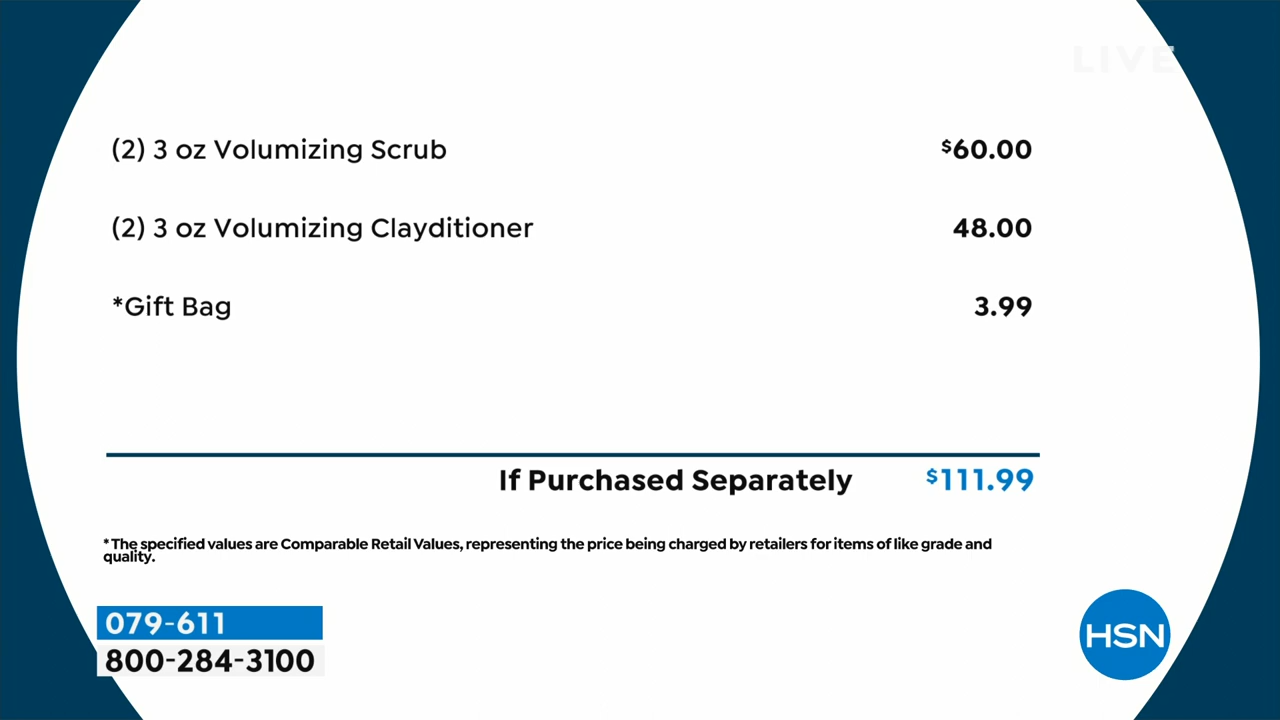 LIVE
(2) 3 oz Volumizing Scrub $60.00
(2) 3 oz Volumizing Clayditioner 48.00
*Gift Bag 3.99
If Purchased Separately $111.99
*The specified values are Comparable Retail Values, representing the price being charged by retailers for items of like grade and
quality.
079-611
800-284-3100
HSN